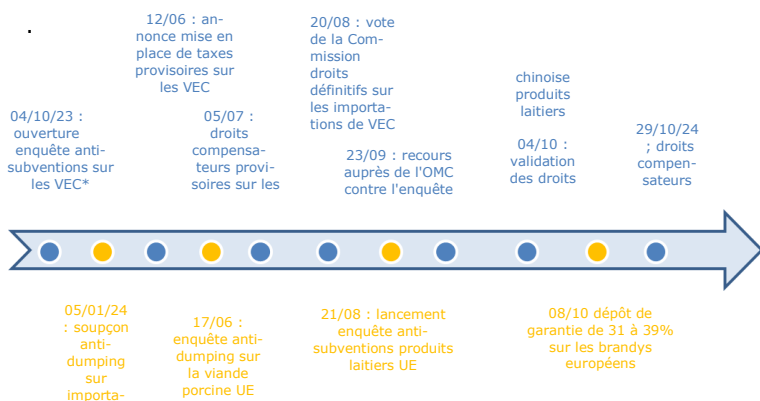 .
12/06 : an-
nonce mise en
place de taxes
provisoires sur
les VEC
20/08 : vote
de la Com-
mission
droits
définitifs sur
les importa-
tions de VEC
chinoise
produits
laitiers
04/10/23 :
ouverture
enquête anti-
subventions sur
les VEC*
05/07 :
droits
compensa-
teurs provi-
soires sur les
23/09 : recours
auprès de l'OMC
contre l'enquête
04/10 :
validation
des droits
29/10/24
; droits
compen-
sateurs
05/01/24
: soupçon
anti-
dumping
sur
importa-
17/06 :
enquête anti-
dumping sur
la viande
porcine UE
21/08 : lancement
enquête anti-
subventions produits
laitiers UE
08/10 dépôt de
garantie de 31 à 39%
sur les brandys
européens